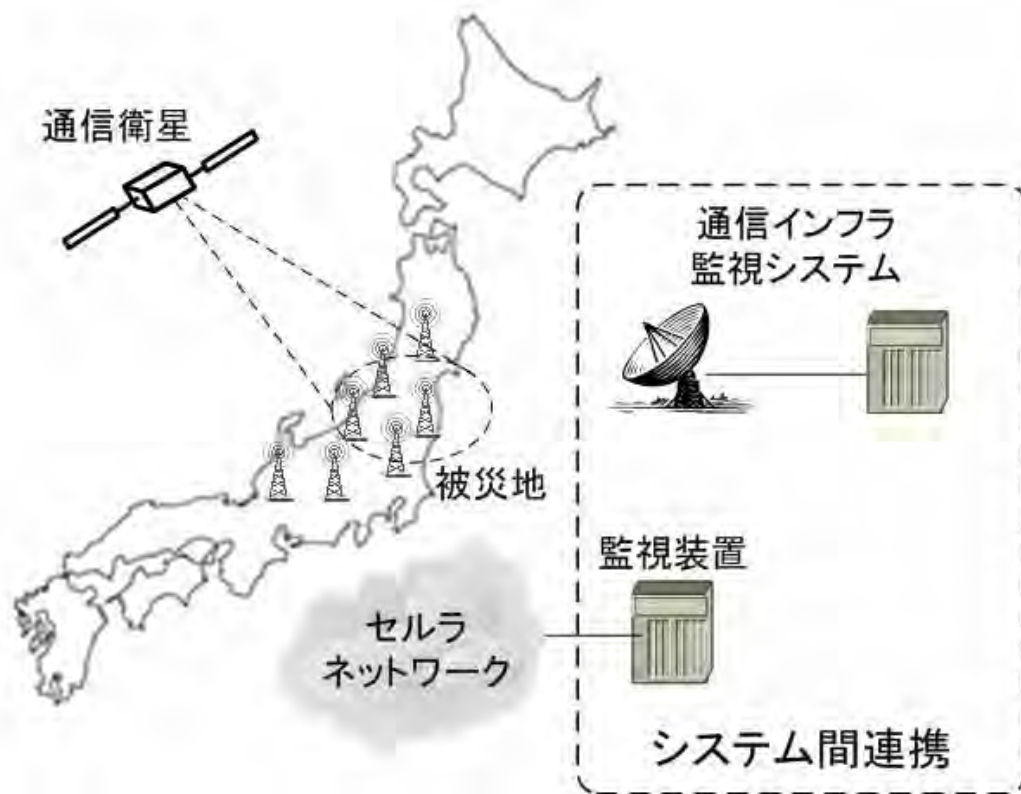 通信衛星
通信インフラ
監視システム
被災地
監視装置
セルラ
ネットワーク
システム間連携